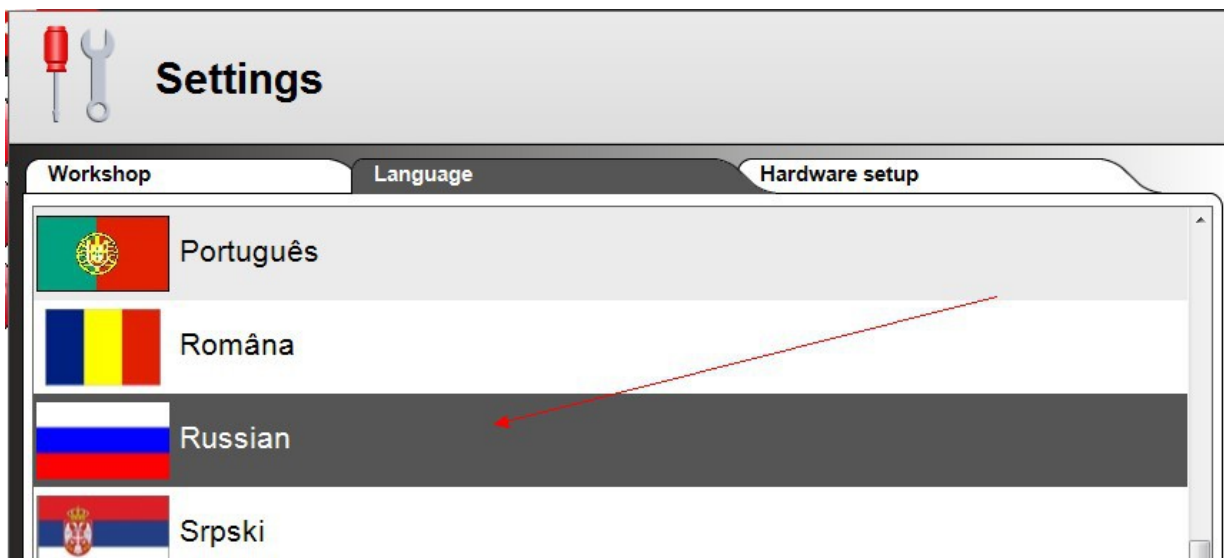 Settings
Workshop Language Hardware setup
Português
Româna
Russian
Srpski